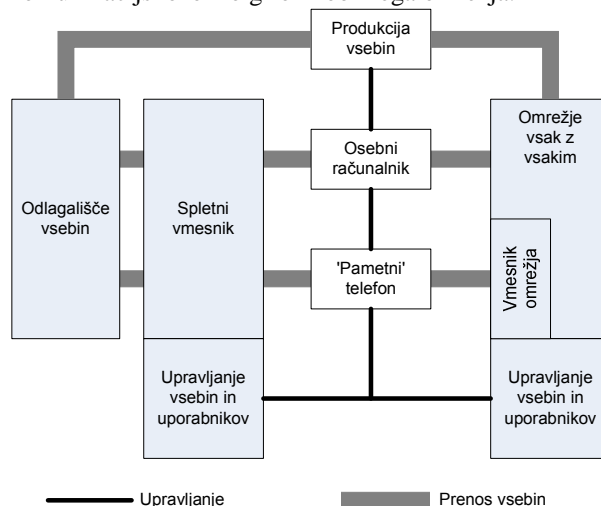 Produkcija
vsebin
Omrežje
vsak z
vsakim
Osebni
računalnik
Odlagališče
vsebin
Spletni
vmesnik
'Pametni'
telefon
Vmesnik
omrežja
Upravljanje
vsebin in
uporabnikov
Upravljanje
vsebin in
uporabnikov
Upravljanje
Prenos vsebin